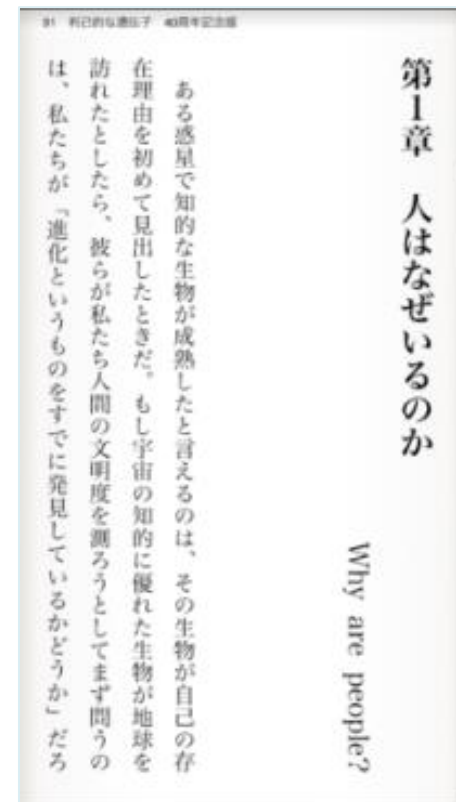 91 利己的な遺伝子 40周年記念版
第1章 人はなぜいるのか
Why are people?
ある惑星で知的な生物が成熟したと言えるのは、その生物が自己の存
在理由を初めて見出したときだ。もし宇宙の知的に優れた生物が地球を
訪れたとしたら、彼らが私たち人間の文明度を測ろうとしてまず問うの
は、私たちが「進化というものをすでに発見しているかどうか」だろ